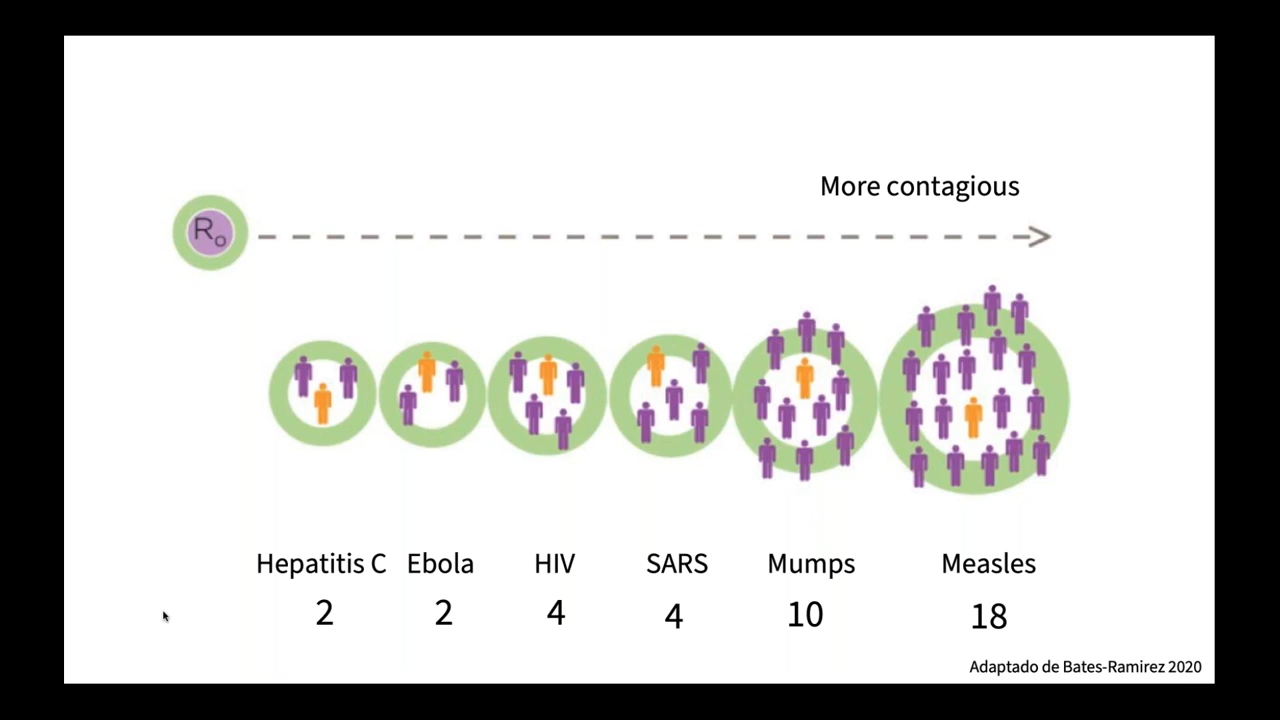 More contagious
R₀
Hepatitis C Ebola HIV SARS Mumps Measles
2 2 4 4 10 18
Adaptado de Bates-Ramirez 2020